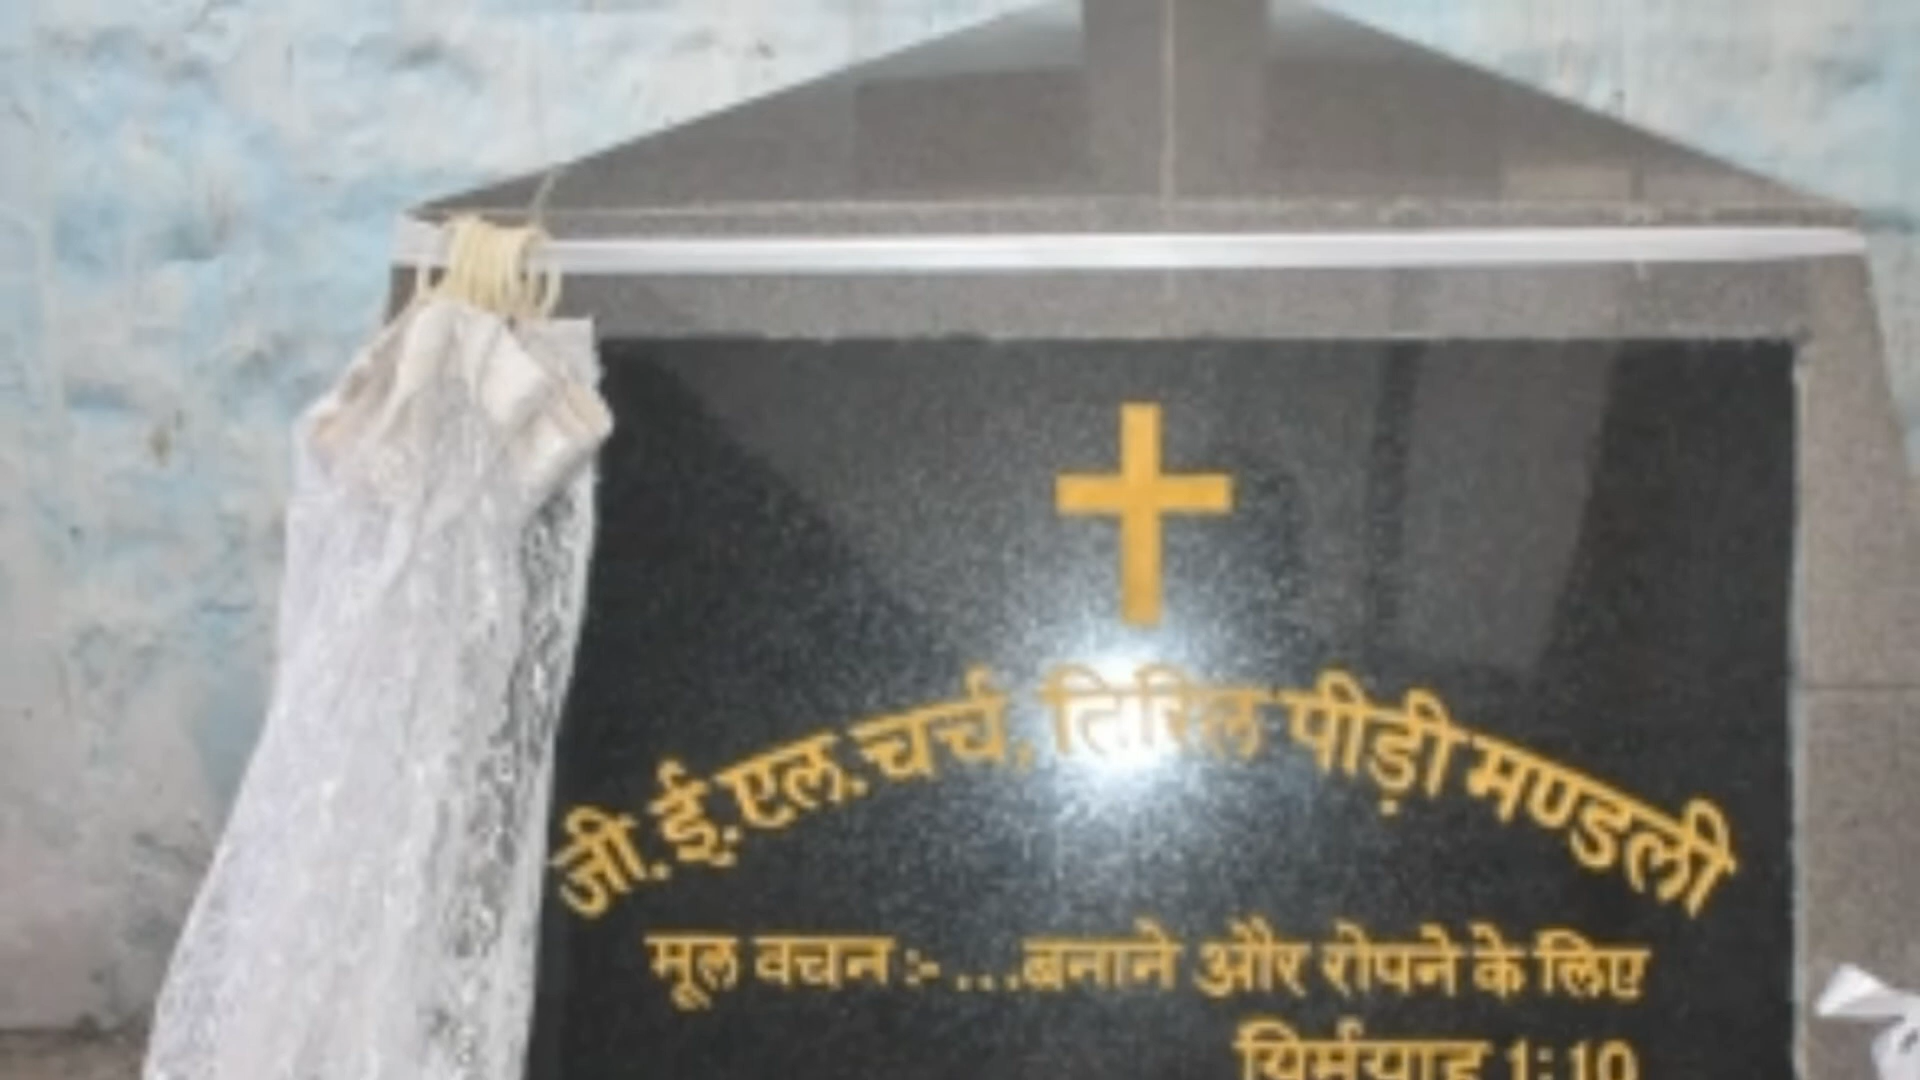 जी.ई.एल. चर्च, तिरिल पीड़ी मण्डली
मूल वचन :- ...बनाने और रोपने के लिए
यिर्मयाह 1:10